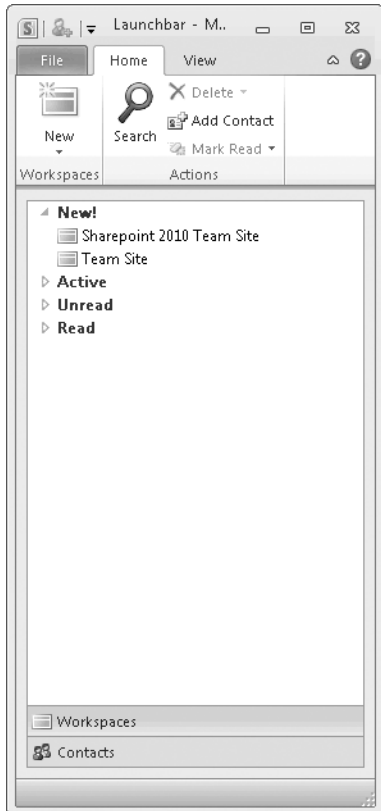 S Launchbar - M..
File Home View
New Search Delete
Add Contact
Mark Read
Workspaces Actions
New!
Sharepoint 2010 Team Site
Team Site
Active
Unread
Read
Workspaces
Contacts